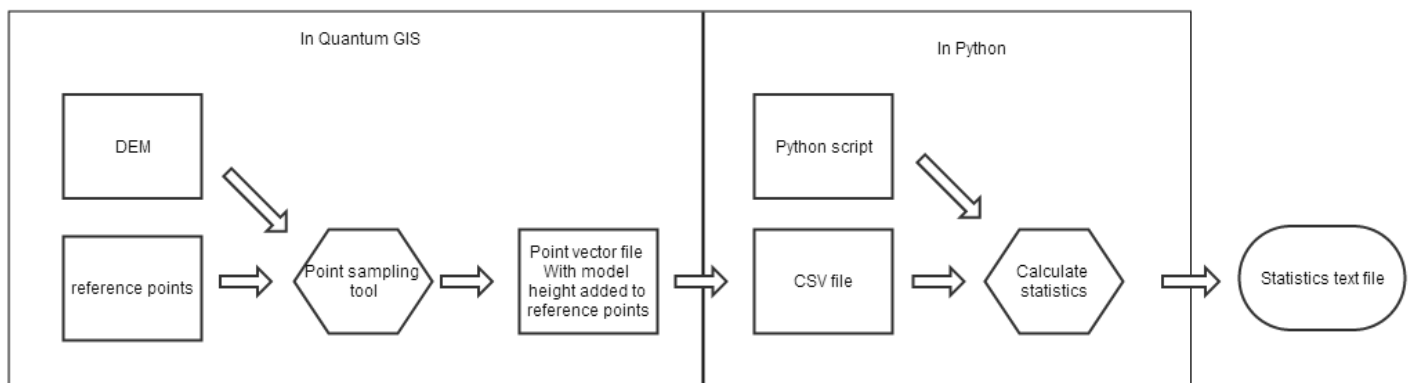 In Quantum GIS
DEM
reference points
Point sampling
tool
Point vector file
With model
height added to
reference points
In Python
Python script
CSV file
Calculate
statistics
Statistics text file